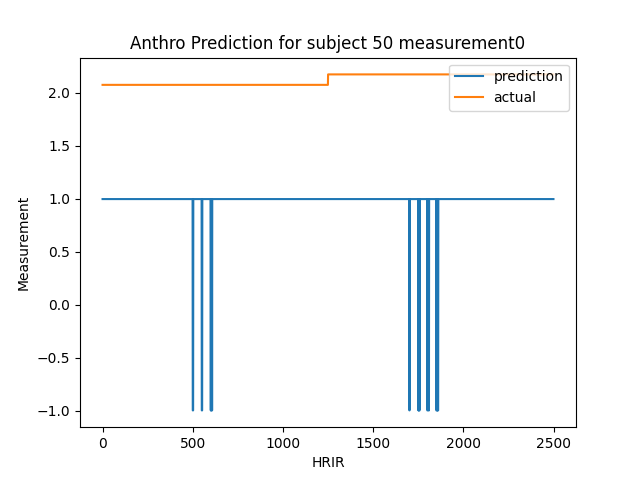 Anthro Prediction for subject 50 measurement0
prediction
actual
2.0
1.5
1.0
0.5
0.0
−0.5
−1.0
Measurement
0 500 1000 1500 2000 2500
HRIR